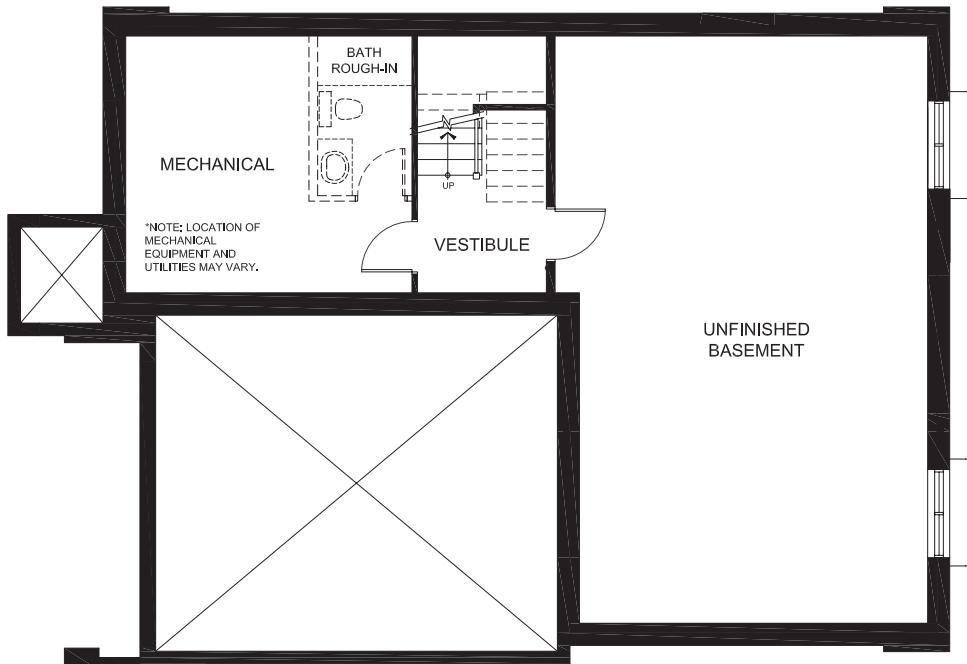 BATH
ROUGH-IN
MECHANICAL
UP
*NOTE: LOCATION OF
MECHANICAL
EQUIPMENT AND
UTILITIES MAY VARY.
VESTIBULE
UNFINISHED
BASEMENT